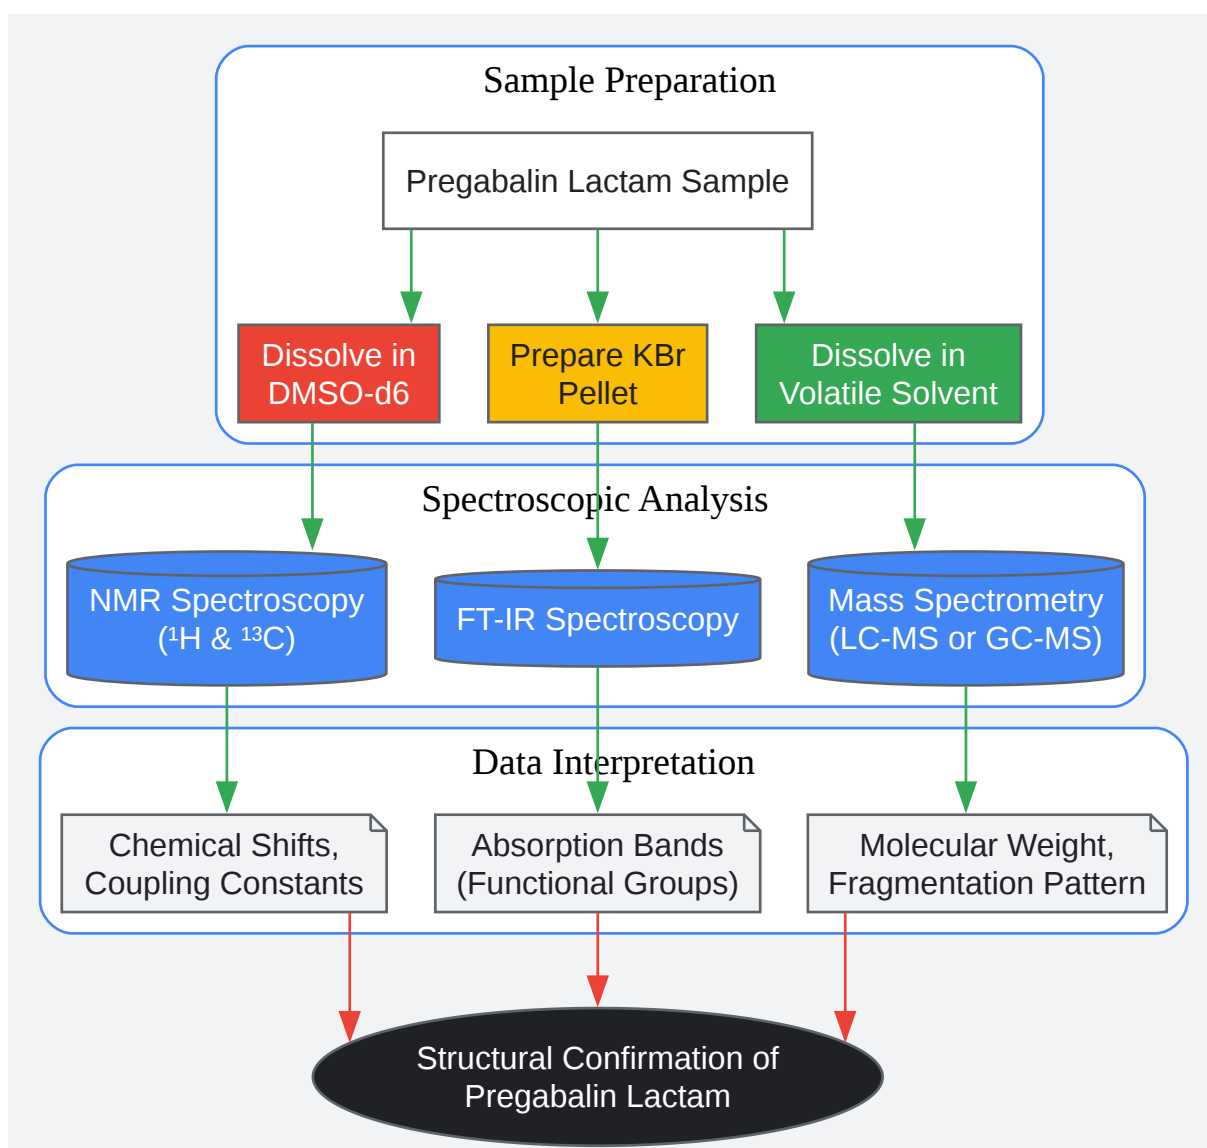 Sample Preparation
Pregabalin Lactam Sample
Dissolve in
DMSO-d6
Prepare KBr
Pellet
Dissolve in
Volatile Solvent
Spectroscopic Analysis
NMR Spectroscopy
(¹H & ¹³C)
FT-IR Spectroscopy
Mass Spectrometry
(LC-MS or GC-MS)
Data Interpretation
Chemical Shifts,
Coupling Constants
Absorption Bands
(Functional Groups)
Molecular Weight,
Fragmentation Pattern
Structural Confirmation of
Pregabalin Lactam